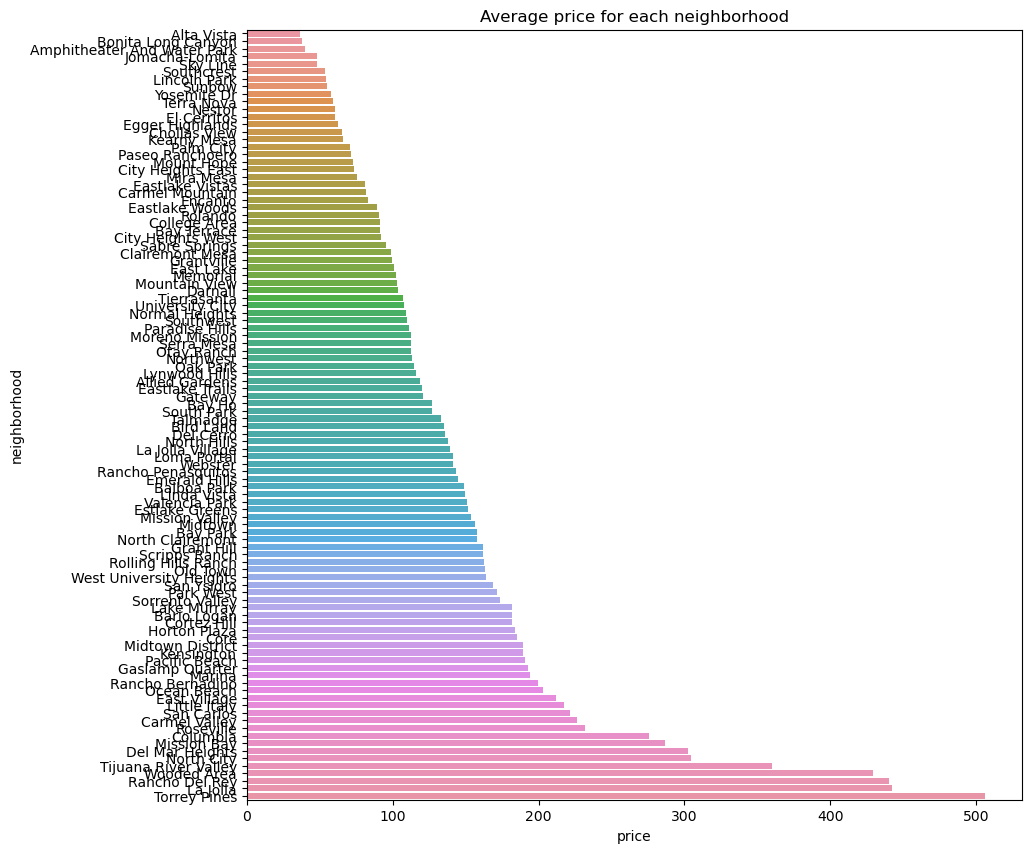 Average price for each neighborhood
Alta Vista
Bonita Long Canyon
Amphitheater And Water Park
Jomacha-Lomita
Sky Line
Southcrest
Lincoln Park
Sunbow
Yosemite Dr
Terra Nova
Nestor
El Cerritos
Egger Highlands
Chollas View
Kearny Mesa
Palm City
Paseo Ranchoero
Mount Hope
City Heights East
Mira Mesa
Eastlake Vistas
Carmel Mountain
Encanto
Eastlake Woods
Rolando
College Area
Bay Terrace
City Heights West
Sabre Springs
Clairemont Mesa
Grantville
East Lake
Memorial
Mountain View
Darnall
Tierrasanta
University City
Normal Heights
Southwest
Paradise Hills
Moreno Mission
Serra Mesa
Otay Ranch
Northwest
Oak Park
Lynwood Hills
Allied Gardens
Eastlake Trails
Gateway
Bay Ho
South Park
Talmadge
Bird Land
Del Cerro
North Hills
La Jolla Village
Loma Portal
Webster
Rancho Penasquitos
Emerald Hills
Balboa Park
Linda Vista
Valencia Park
Estlake Greens
Mission Valley
Midtown
Bay Park
North Clairemont
Grant Hill
Scripps Ranch
Rolling Hills Ranch
Old Town
West University Heights
San Ysidro
Park West
Sorrento Valley
Lake Murray
Bario Logan
Cortez Hill
Horton Plaza
Core
Midtown District
Kensington
Pacific Beach
Gaslamp Quarter
Marina
Rancho Bernadino
Ocean Beach
East Village
Little Italy
San Carlos
Carmel Valley
Roseville
Columbia
Mission Bay
Del Mar Heights
North City
Tijuana River Valley
Wooded Area
Rancho Del Rey
La Jolla
Torrey Pines
neighborhood
0 100 200 300 400 500
price